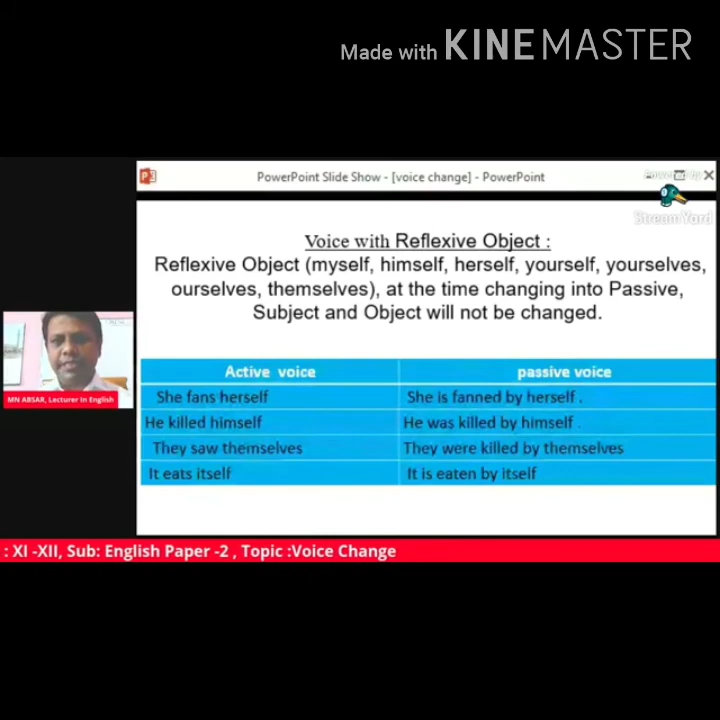 Made with KINEMASTER
PowerPoint Slide Show - [voice change] - PowerPoint
StreamYard
Voice with Reflexive Object :
Reflexive Object (myself, himself, herself, yourself, yourselves,
ourselves, themselves), at the time changing into Passive,
Subject and Object will not be changed.
Active voice passive voice
She fans herself She is fanned by herself .
He killed himself He was killed by himself .
They saw themselves They were killed by themselves
It eats itself It is eaten by itself
MN ABSAR, Lecturer In English
: XI -XII, Sub: English Paper -2 , Topic :Voice Change